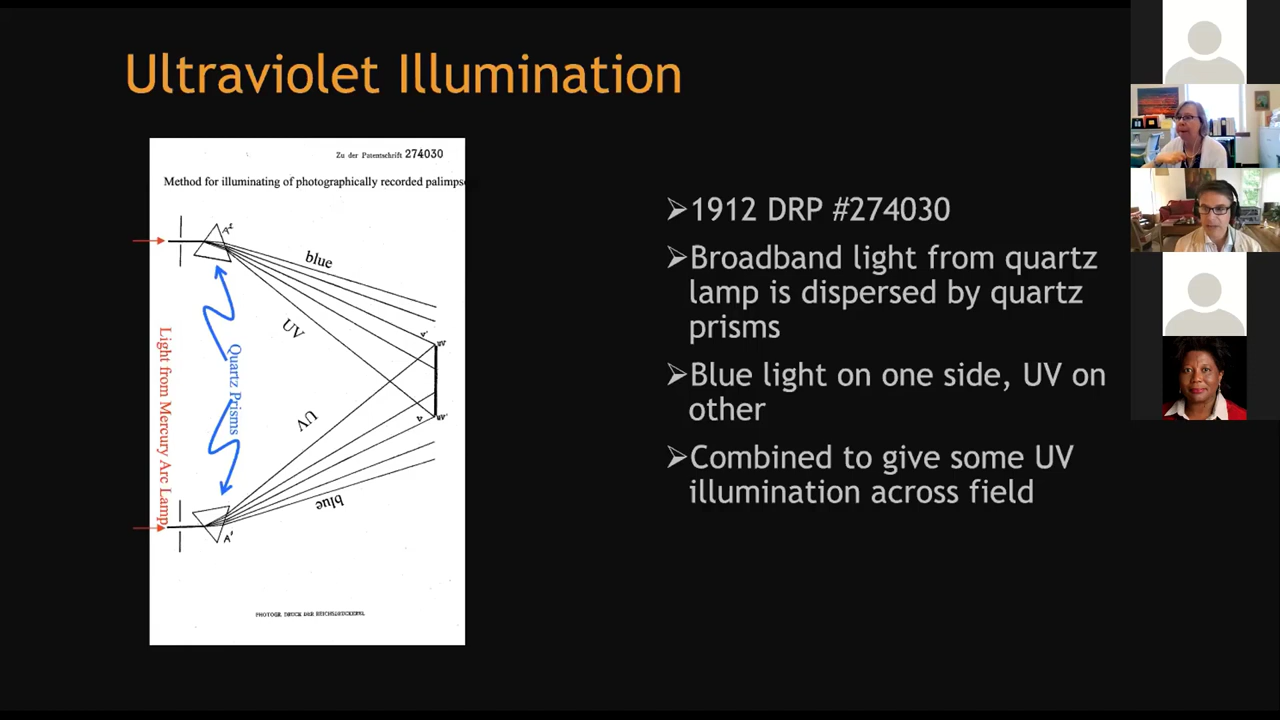 Ultraviolet Illumination
Zu der Patentschrift 274030
Method for illuminating of photographically recorded palimps
A²
blue
UV
Light from Mercury Arc Lamp
Quartz Prisms
UV
blue
A'
PHOTOGR. DRUCK DER REICHSDRUCKEREI.
➢1912 DRP #274030
➢Broadband light from quartz
lamp is dispersed by quartz
prisms
➢Blue light on one side, UV on
other
➢Combined to give some UV
illumination across field